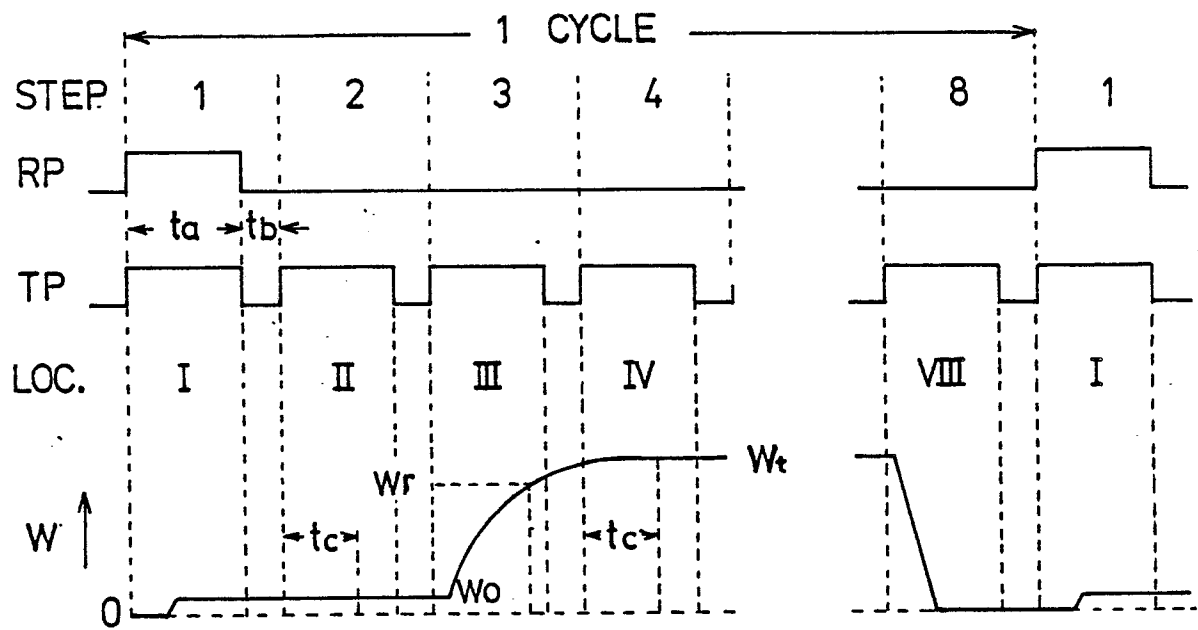 1 CYCLE
STEP. 1 2 3 4 8 1
RP
ta tb
TP
LOC. I II III IV VIII I
Wr Wt
W tc tc
Wo
0